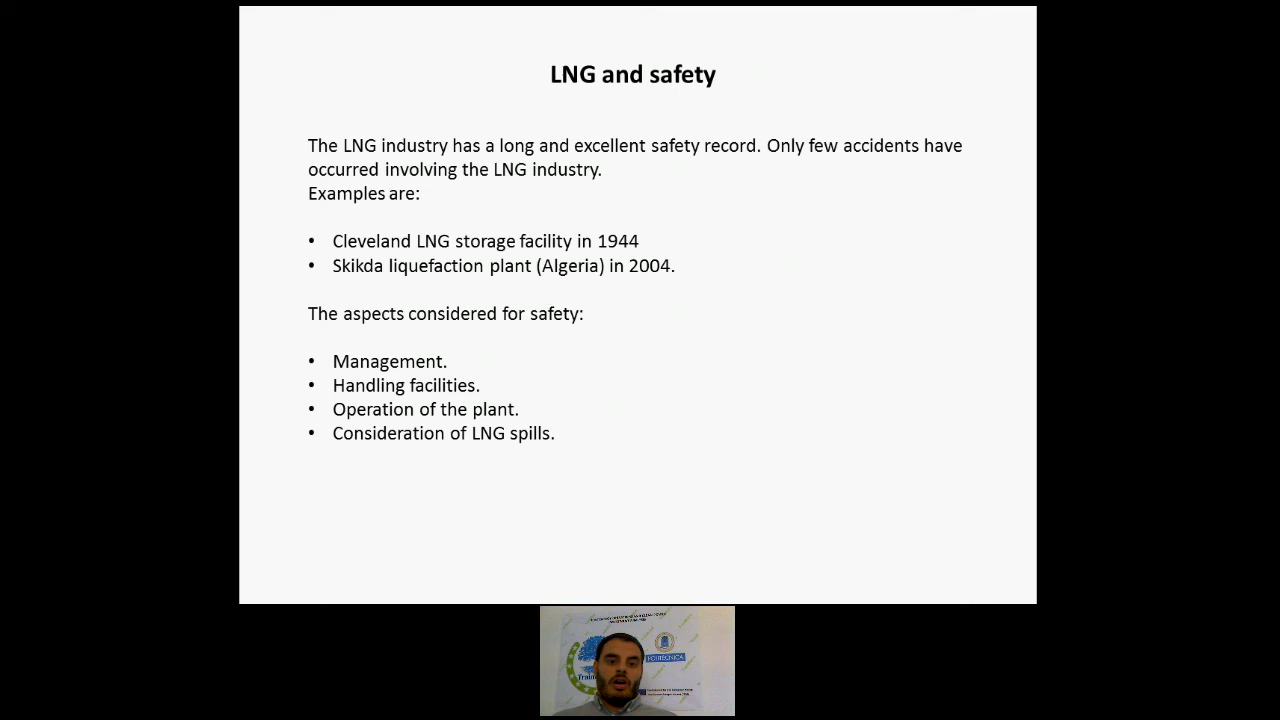 LNG and safety
The LNG industry has a long and excellent safety record. Only few accidents have
occurred involving the LNG industry.
Examples are:
• Cleveland LNG storage facility in 1944
• Skikda liquefaction plant (Algeria) in 2004.
The aspects considered for safety:
• Management.
• Handling facilities.
• Operation of the plant.
• Consideration of LNG spills.
POLITÉCNICA